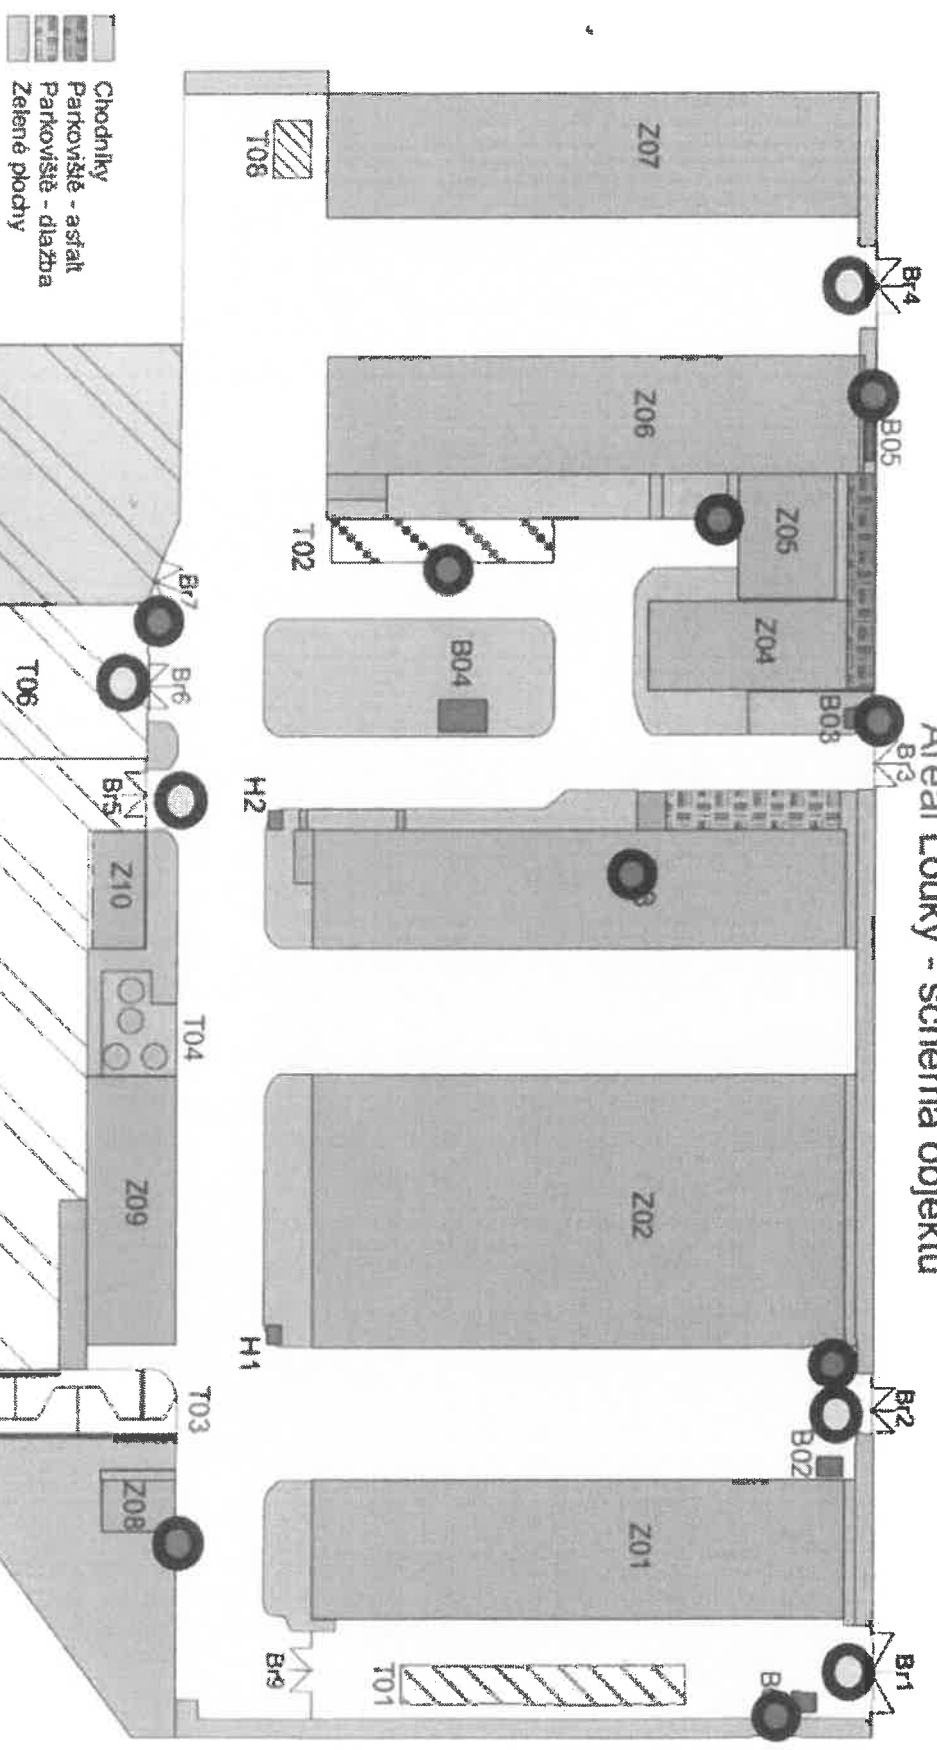 Areál Louky - schema objektů
Br1
Br2
Br3
Br4
B05
B03
B02
Z07
Z06
Z05
Z04
Z02
Z01
B04
T08
T02
T01
H2
H1
Br9
Br7
Br6
Br5
T06
Z10
T04
Z09
T03
Z08
Chodníky
Parkoviště - asfalt
Parkoviště - dlažba
Zelené plochy